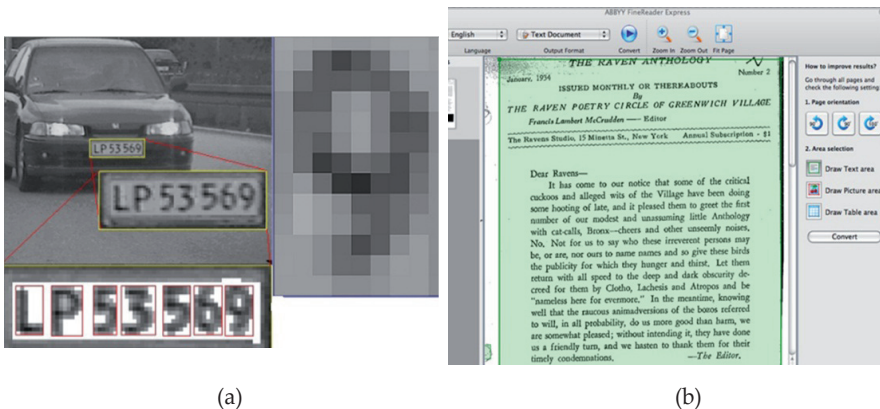 LP 53 569
LP 53 569
LP53569
(a)
ABBYY FineReader Express
English
Text Document
Language
Output Format
Convert
Zoom In
Zoom Out
Fit Page
THE RAVEN ANTHOLOGY
January, 1934
Number 2
ISSUED MONTHLY OR THEREABOUTS
By
THE RAVEN POETRY CIRCLE OF GREENWICH VILLAGE
Francis Lambert McCrudden — Editor
The Ravens Studio, 15 Minetta St., New York Annual Subscription - $1
Dear Ravens—
It has come to our notice that some of the critical
cuckoos and alleged wits of the Village have been doing
some hooting of late, and it pleased them to greet the first
number of our modest and unassuming little Anthology
with cat-calls, Bronx—cheers and other unseemly noises,
No, Not for us to say who these irreverent persons may
be, or are, nor ours to name names and so give these birds
the publicity for which they hunger and thirst. Let them
return with all speed to the deep and dark obscurity de-
creed for them by Clotho, Lachesis and Atropos and be
"nameless here for evermore." In the meantime, knowing
well that the raucous animadversions of the bozos referred
to will, in all probability, do us more good than harm, we
are somewhat pleased; without intending it, they have done
us a friendly turn, and we hasten to thank them for their
timely condemnations. —The Editor.
How to improve results?
Go through all pages and
check the following setting
1. Page orientation
2. Area selection
Draw Text area
Draw Picture area
Draw Table area
Convert
(b)